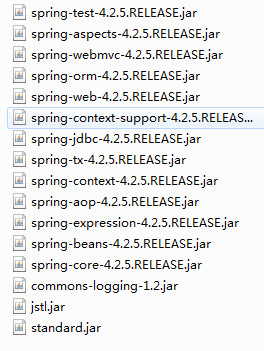 spring-test-4.2.5.RELEASE.jar
spring-aspects-4.2.5.RELEASE.jar
spring-webmvc-4.2.5.RELEASE.jar
spring-orm-4.2.5.RELEASE.jar
spring-web-4.2.5.RELEASE.jar
spring-context-support-4.2.5.RELEAS...
spring-jdbc-4.2.5.RELEASE.jar
spring-tx-4.2.5.RELEASE.jar
spring-context-4.2.5.RELEASE.jar
spring-aop-4.2.5.RELEASE.jar
spring-expression-4.2.5.RELEASE.jar
spring-beans-4.2.5.RELEASE.jar
spring-core-4.2.5.RELEASE.jar
commons-logging-1.2.jar
jstl.jar
standard.jar